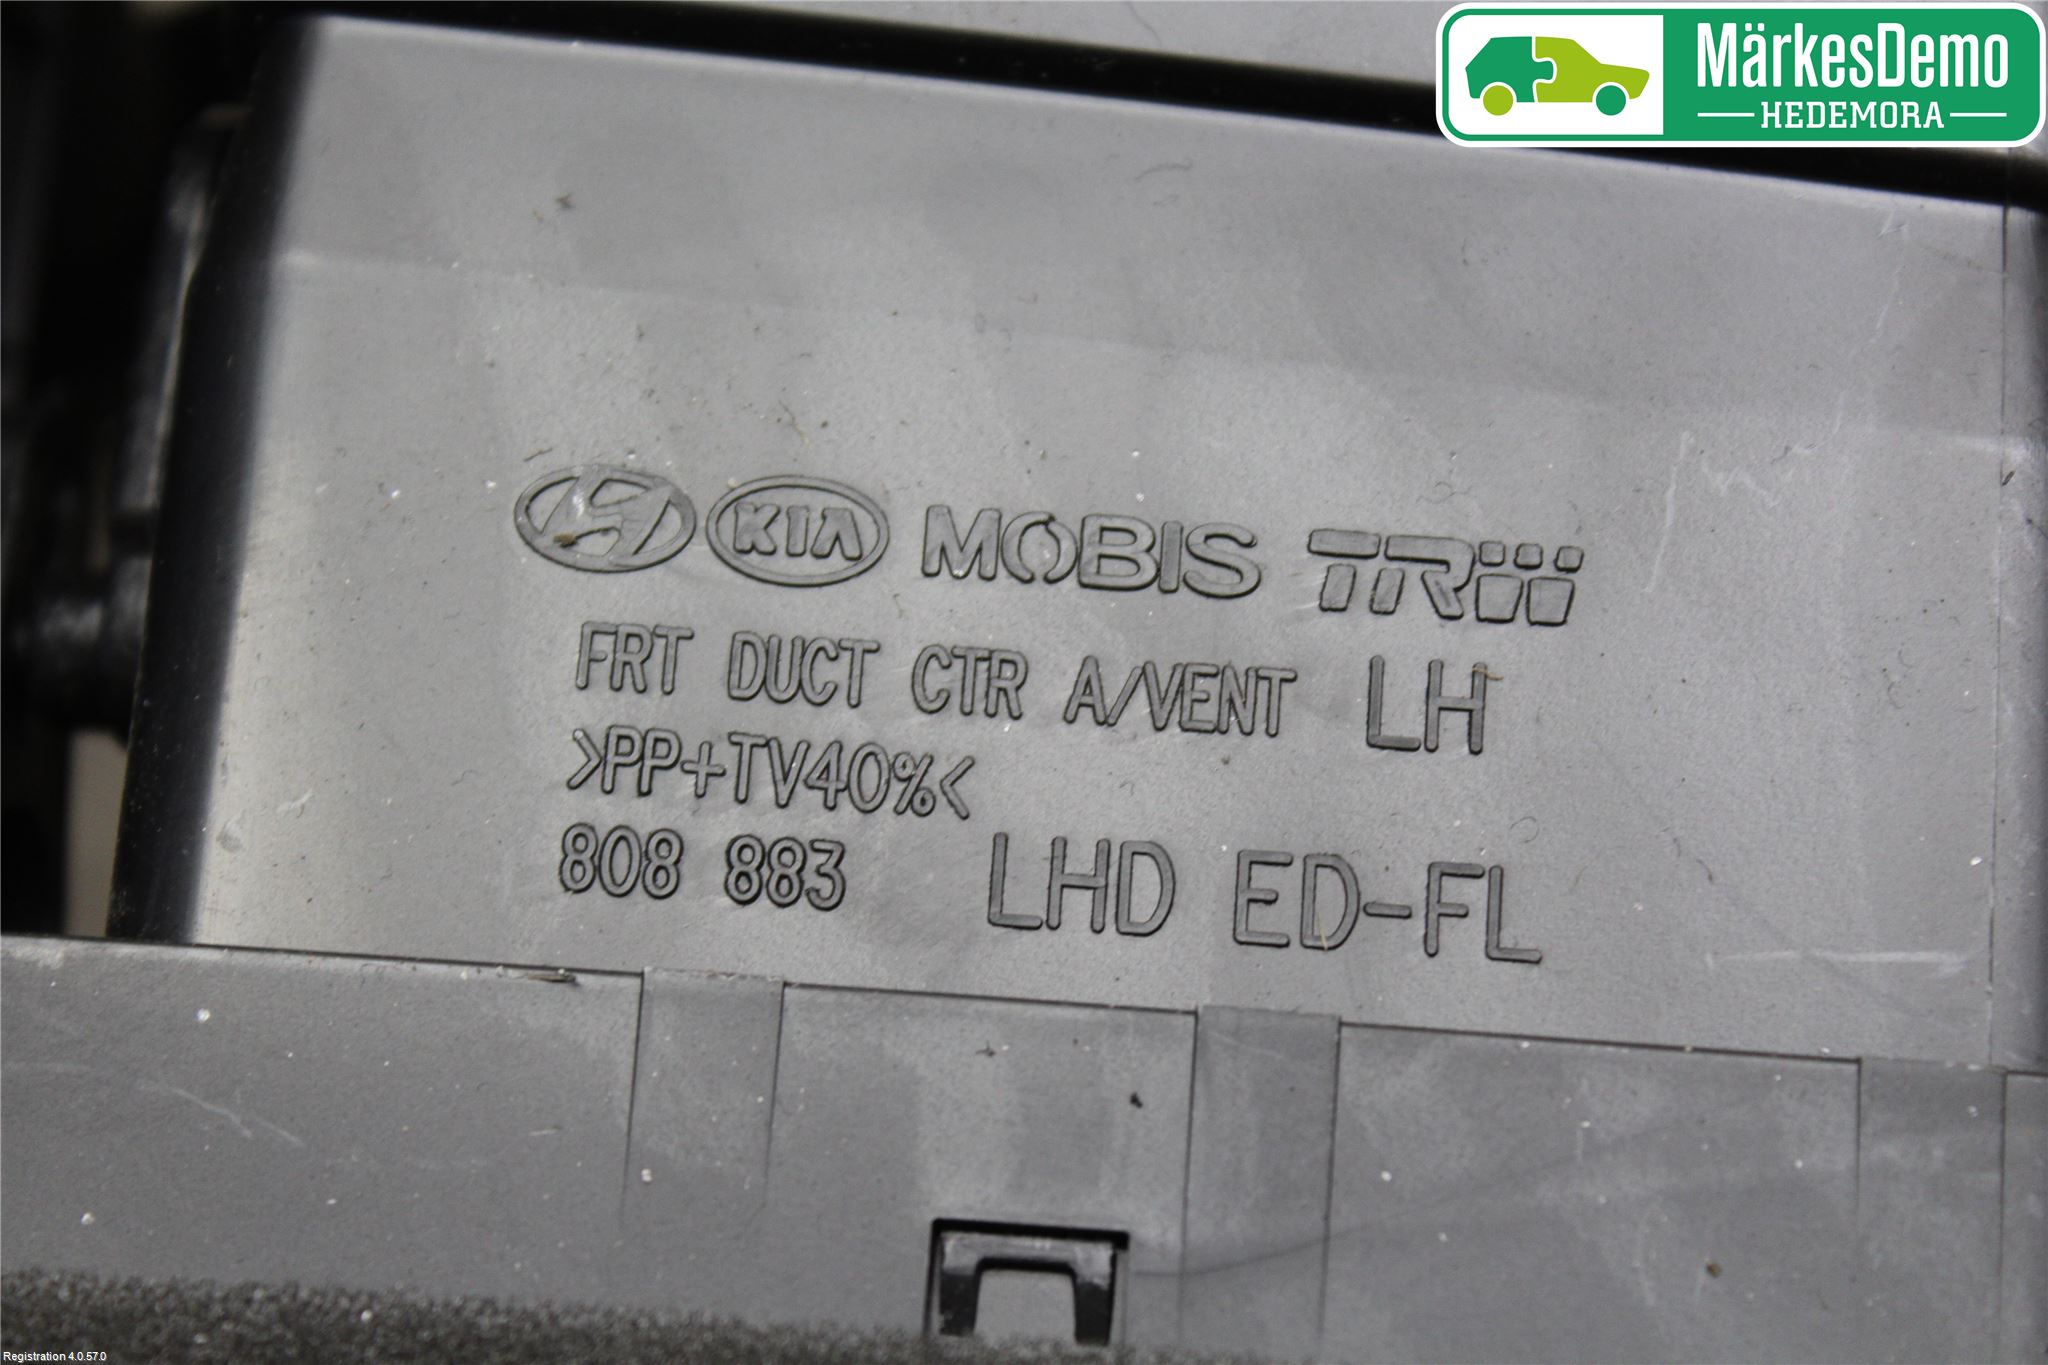 MärkesDemo
HEDEMORA
KIA MOBIS TRW
FRT DUCT CTR A/VENT LH
>PP+TV40%<
808 883 LHD ED-FL
Registration 4.0.57.0